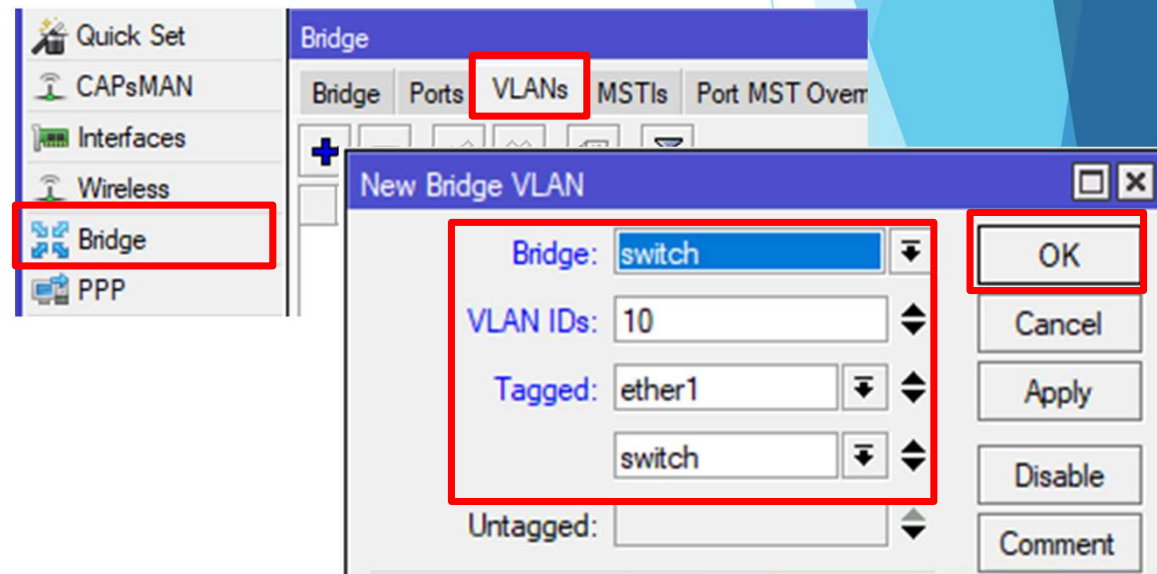 Quick Set
CAPsMAN
Interfaces
Wireless
Bridge
PPP
Bridge
Bridge Ports VLANs MSTIs Port MST
New Bridge VLAN
Bridge: switch
VLAN IDs: 10
Tagged: ether1
switch
Untagged:
OK
Cancel
Apply
Disable
Comment